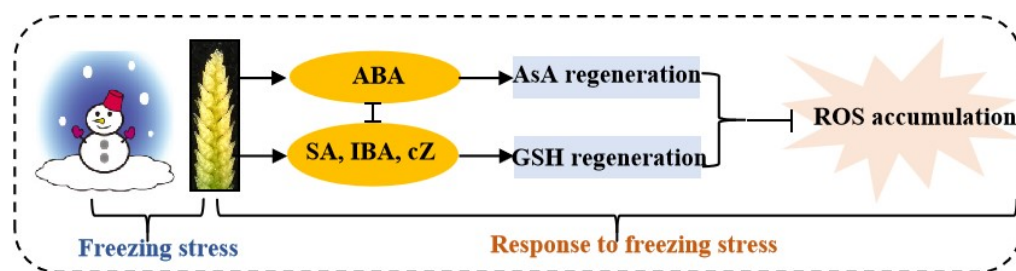 ABA
AsA regeneration
ROS accumulation
SA, IBA, cZ
GSH regeneration
Freezing stress
Response to freezing stress